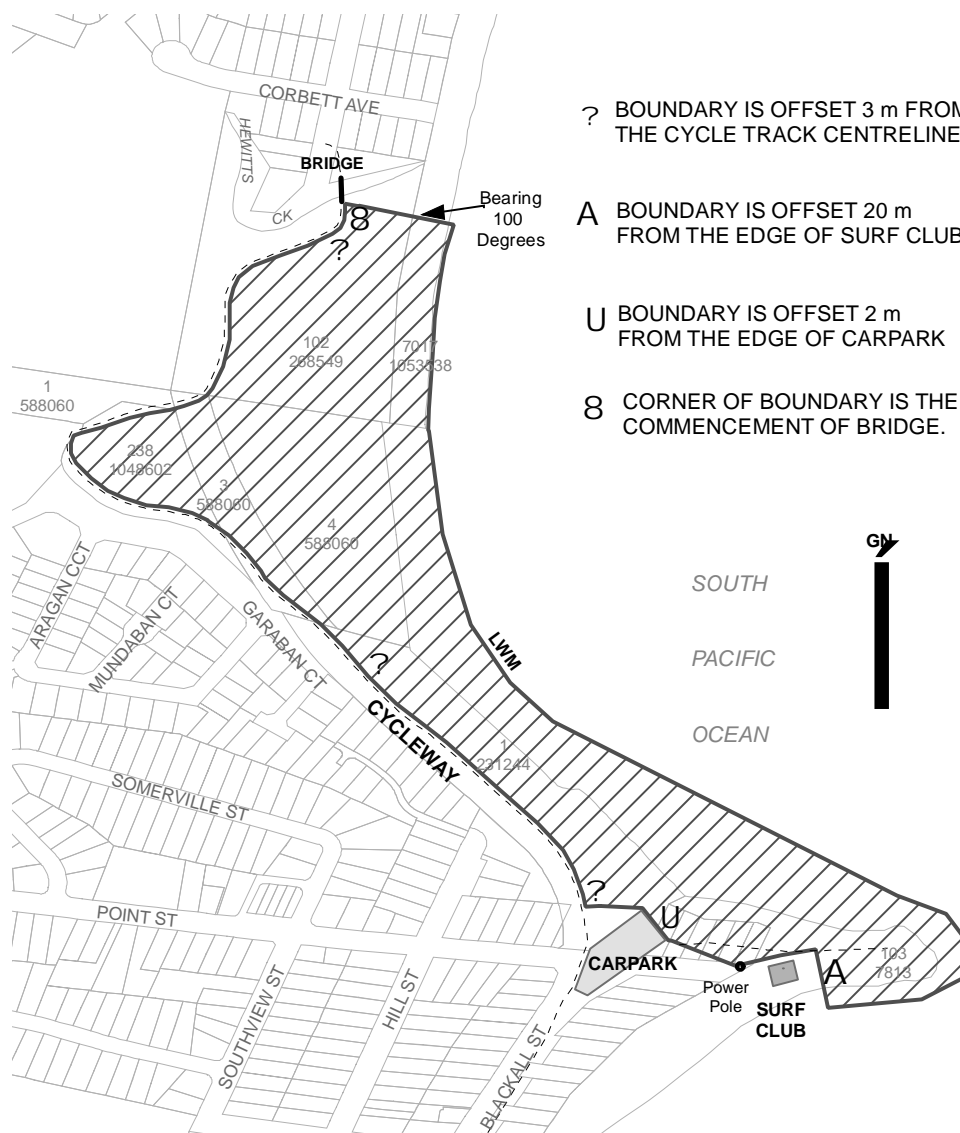 CORBETT AVE
HEWITTS
CK
BRIDGE
8
?
Bearing
100
Degrees
? BOUNDARY IS OFFSET 3 m FROM
THE CYCLE TRACK CENTRELINE
A BOUNDARY IS OFFSET 20 m
FROM THE EDGE OF SURF CLUB
U BOUNDARY IS OFFSET 2 m
FROM THE EDGE OF CARPARK
8 CORNER OF BOUNDARY IS THE
COMMENCEMENT OF BRIDGE.
102
268549
7017
1053538
1
588060
238
1048602
3
588060
4
588060
GN
SOUTH
PACIFIC
OCEAN
LWM
ARAGAN CCT
MUNDABAN CT
GARABAN CT
?
CYCLEWAY
1
231244
SOMERVILLE ST
POINT ST
SOUTHVIEW ST
HILL ST
BLACKALL ST
?
U
CARPARK
Power
Pole
SURF
CLUB
A
103
7813